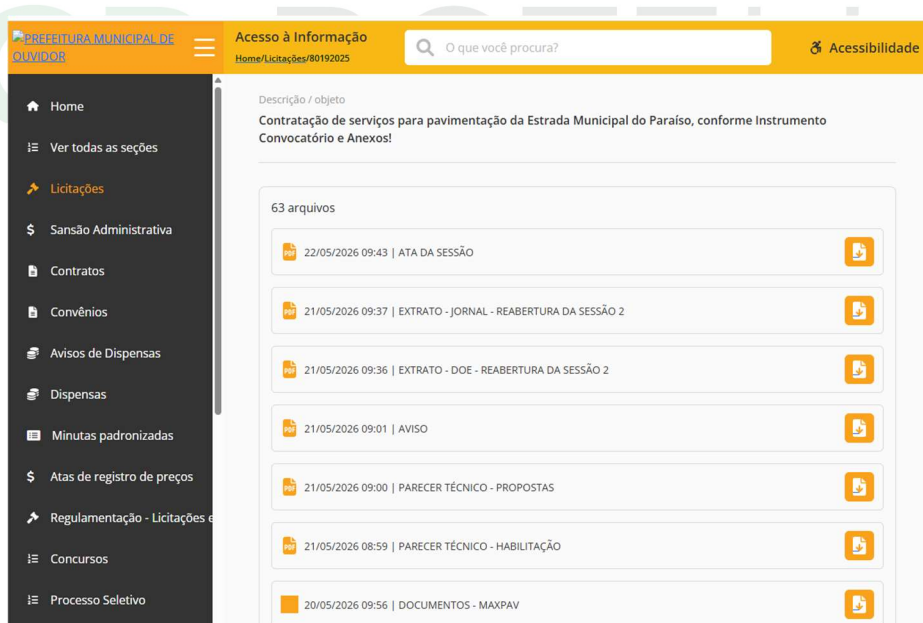 PREFEITURA MUNICIPAL DE
OUVIDOR
Acesso à Informação
Home/Licitações/80192025
O que você procura?
Acessibilidade
Home
Ver todas as seções
Licitações
Sansão Administrativa
Contratos
Convênios
Avisos de Dispensas
Dispensas
Minutas padronizadas
Atas de registro de preços
Regulamentação - Licitações e
Concursos
Processo Seletivo
Descrição / objeto
Contratação de serviços para pavimentação da Estrada Municipal do Paraíso, conforme Instrumento
Convocatório e Anexos!
63 arquivos
PDF 22/05/2026 09:43 | ATA DA SESSÃO
PDF 21/05/2026 09:37 | EXTRATO - JORNAL - REABERTURA DA SESSÃO 2
PDF 21/05/2026 09:36 | EXTRATO - DOE - REABERTURA DA SESSÃO 2
PDF 21/05/2026 09:01 | AVISO
PDF 21/05/2026 09:00 | PARECER TÉCNICO - PROPOSTAS
PDF 21/05/2026 08:59 | PARECER TÉCNICO - HABILITAÇÃO
20/05/2026 09:56 | DOCUMENTOS - MAXPAV